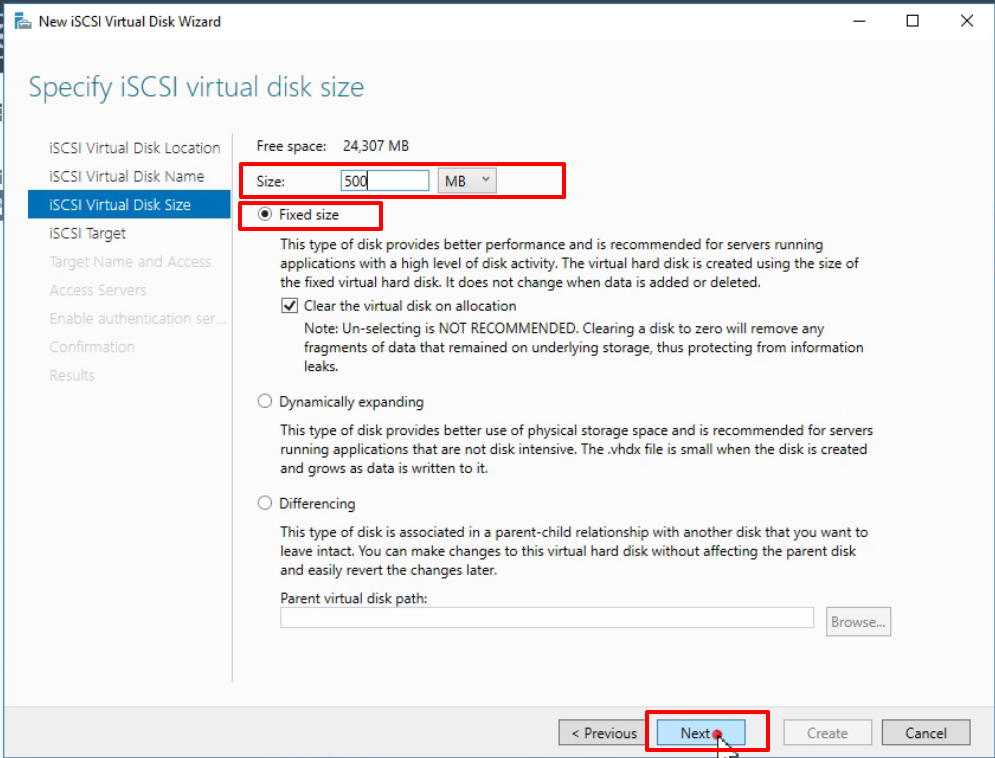 New iSCSI Virtual Disk Wizard
Specify iSCSI virtual disk size
iSCSI Virtual Disk Location
iSCSI Virtual Disk Name
iSCSI Virtual Disk Size
iSCSI Target
Target Name and Access
Access Servers
Enable authentication ser...
Confirmation
Results
Free space: 24,307 MB
Size: 500 MB
Fixed size
This type of disk provides better performance and is recommended for servers running
applications with a high level of disk activity. The virtual hard disk is created using the size of
the fixed virtual hard disk. It does not change when data is added or deleted.
Clear the virtual disk on allocation
Note: Un-selecting is NOT RECOMMENDED. Clearing a disk to zero will remove any
fragments of data that remained on underlying storage, thus protecting from information
leaks.
Dynamically expanding
This type of disk provides better use of physical storage space and is recommended for servers
running applications that are not disk intensive. The .vhdx file is small when the disk is created
and grows as data is written to it.
Differencing
This type of disk is associated in a parent-child relationship with another disk that you want to
leave intact. You can make changes to this virtual hard disk without affecting the parent disk
and easily revert the changes later.
Parent virtual disk path:
Browse...
< Previous Next Create Cancel